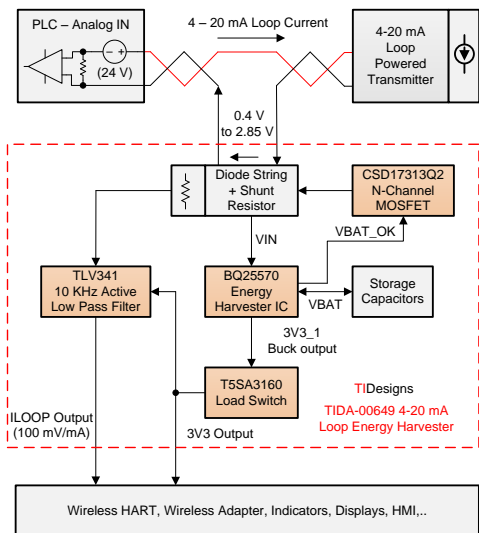 PLC – Analog IN
(24 V)
4 – 20 mA Loop Current
4-20 mA
Loop
Powered
Transmitter
0.4 V
to 2.85 V
Diode String
+ Shunt
Resistor
CSD17313Q2
N-Channel
MOSFET
VIN
VBAT_OK
TLV341
10 KHz Active
Low Pass Filter
BQ25570
Energy
Harvester IC
VBAT
Storage
Capacitors
3V3_1
Buck output
T5SA3160
Load Switch
TIDesigns
TIDA-00649 4-20 mA
Loop Energy Harvester
ILOOP Output
(100 mV/mA)
3V3 Output
Wireless HART, Wireless Adapter, Indicators, Displays, HMI,..